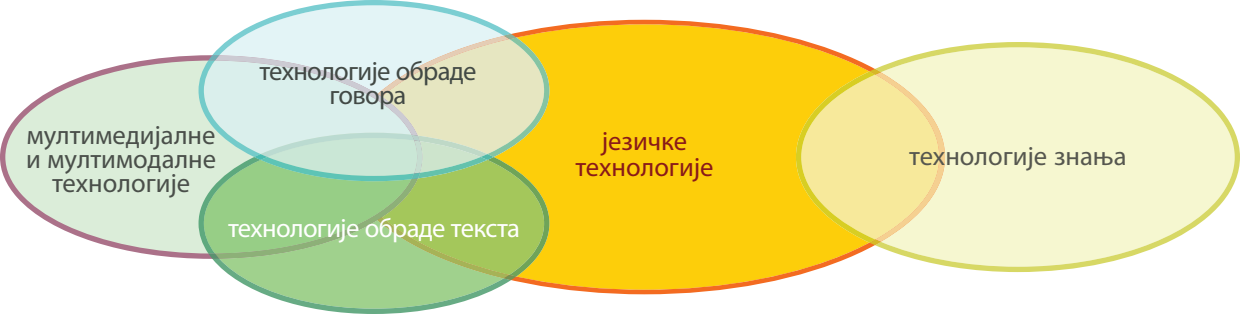 технологије обраде
говора
мултимедијалне
и мултимодалне
технологије
технологије обраде текста
језичке
технологије
технологије знања